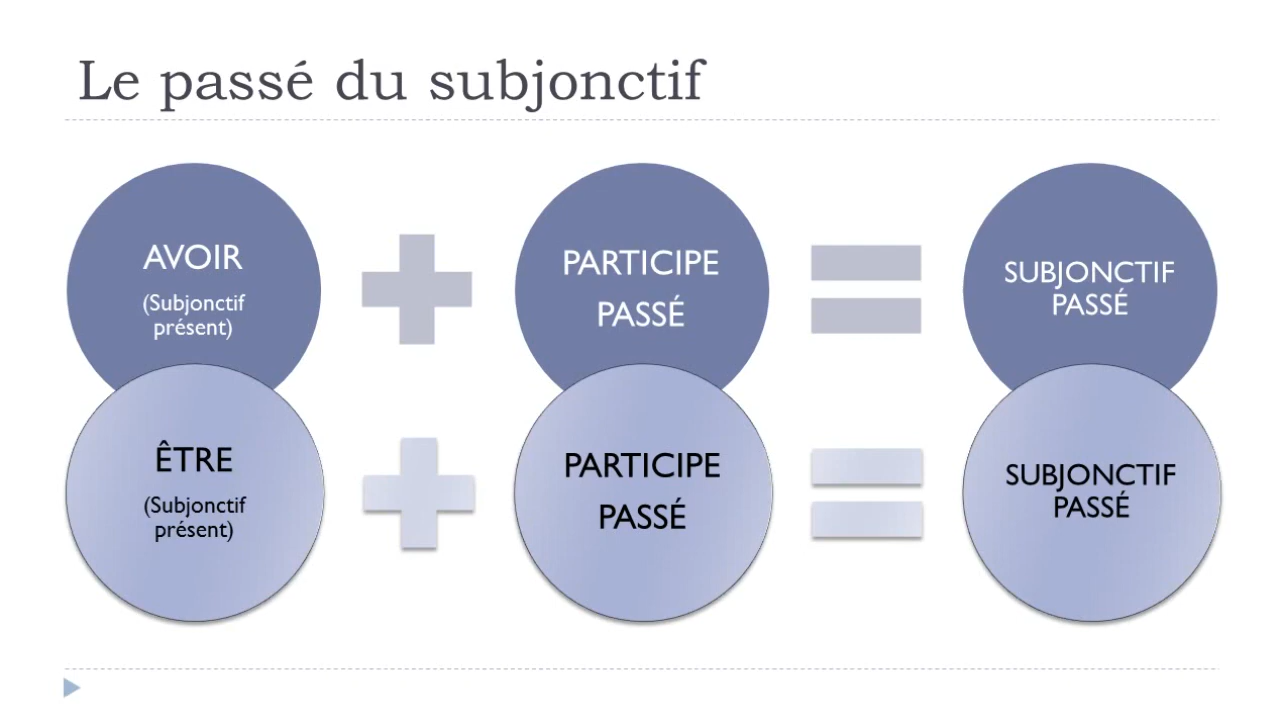 Le passé du subjonctif
AVOIR
(Subjonctif
présent)
PARTICIPE
PASSÉ
SUBJONCTIF
PASSÉ
ÊTRE
(Subjonctif
présent)
PARTICIPE
PASSÉ
SUBJONCTIF
PASSÉ